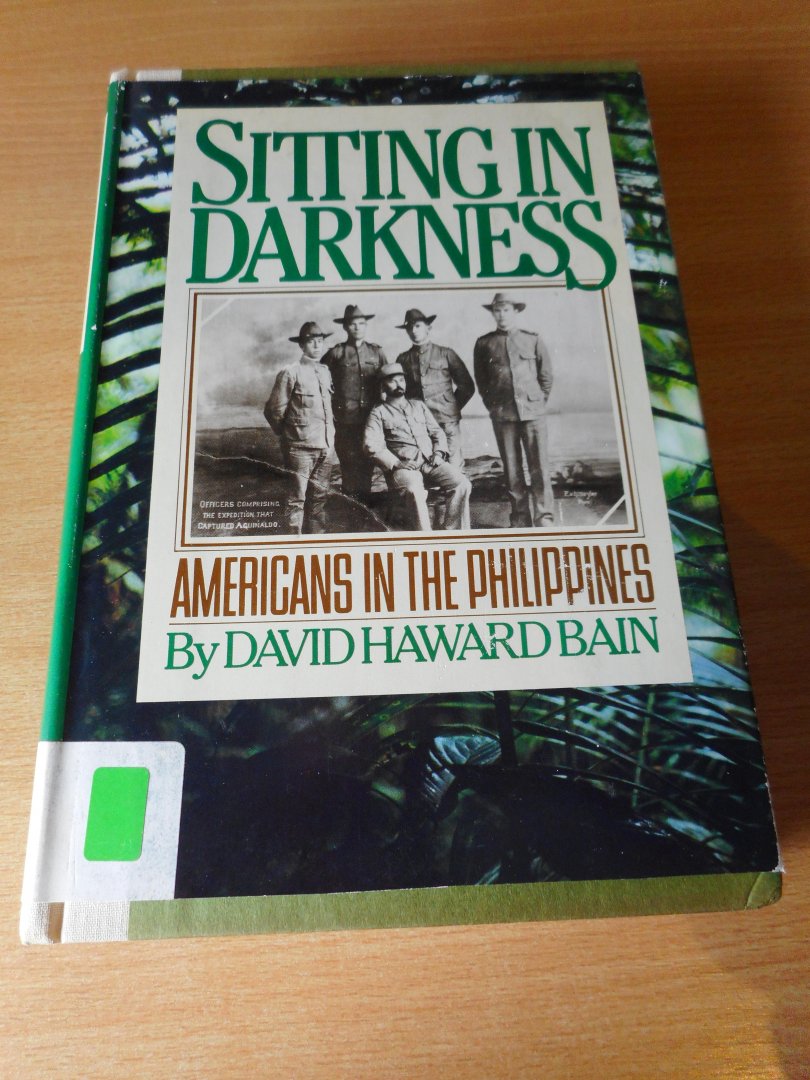 SITTING IN
DARKNESS
OFFICERS COMPRISING
THE EXPEDITION THAT
CAPTURED AGUINALDO.
AMERICANS IN THE PHILIPPINES
By DAVID HAWARD BAIN